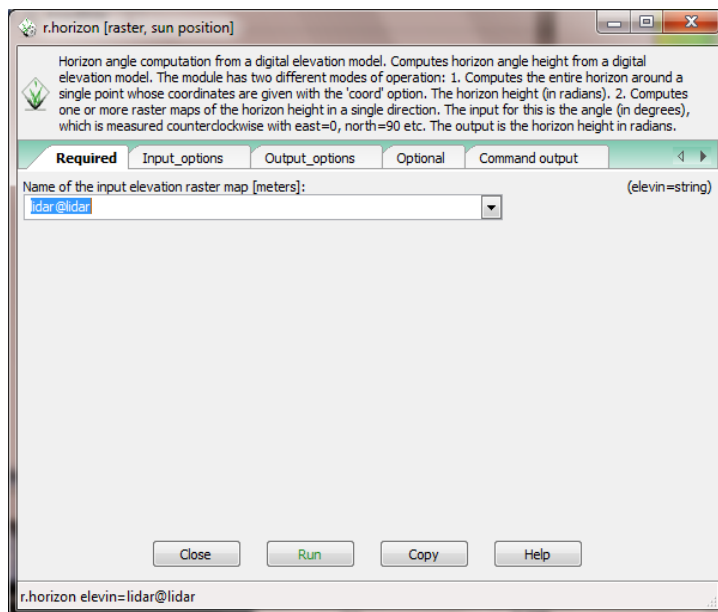 r.horizon [raster, sun position]
Horizon angle computation from a digital elevation model. Computes horizon angle height from a digital
elevation model. The module has two different modes of operation: 1. Computes the entire horizon around a
single point whose coordinates are given with the 'coord' option. The horizon height (in radians). 2. Computes
one or more raster maps of the horizon height in a single direction. The input for this is the angle (in degrees),
which is measured counterclockwise with east=0, north=90 etc. The output is the horizon height in radians.
Required Input_options Output_options Optional Command output
Name of the input elevation raster map [meters]: (elevin=string)
lidar@lidar
Close Run Copy Help
r.horizon elevin=lidar@lidar